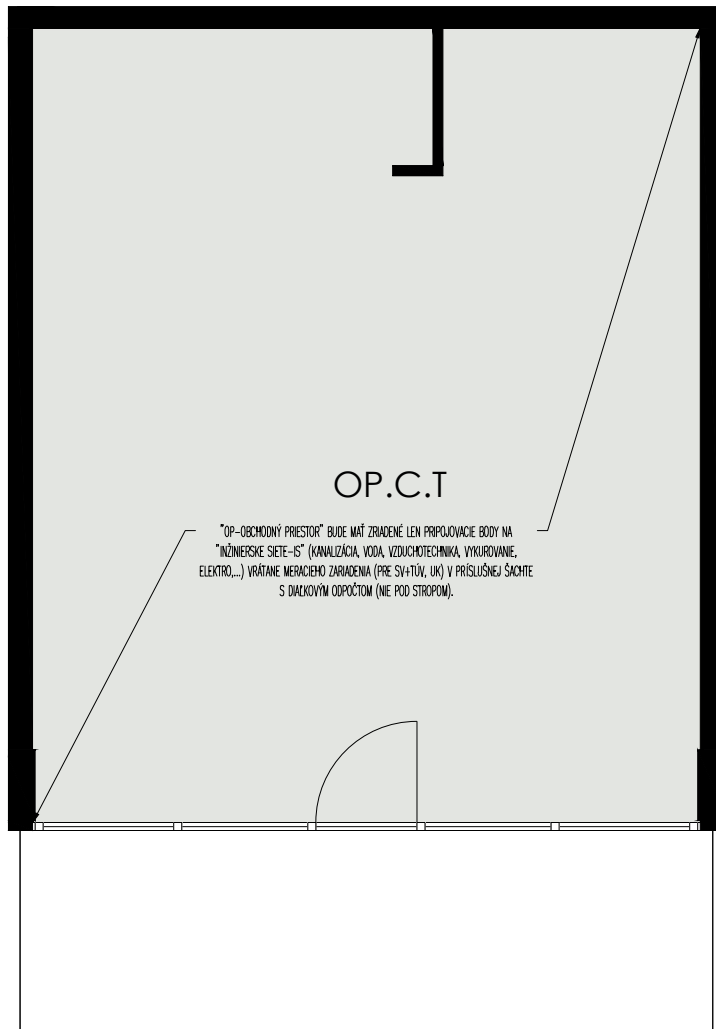 OP.C.T
"OP-OBCHODNÝ PRIESTOR" BUDE MAŤ ZRIADENÉ LEN PRIPOJOVACIE BODY NA
"INŽINIERSKE SIETE-IS" (KANALIZÁCIA, VODA, VZDUCHOTECHNIKA, VYKUROVANIE,
ELEKTRO,...) VRÁTANE MERACIEHO ZARIADENIA (PRE SV+TÚV, UK) V PRÍSLUŠNEJ ŠACHTE
S DIAĽKOVÝM ODPOČTOM (NIE POD STROPOM).